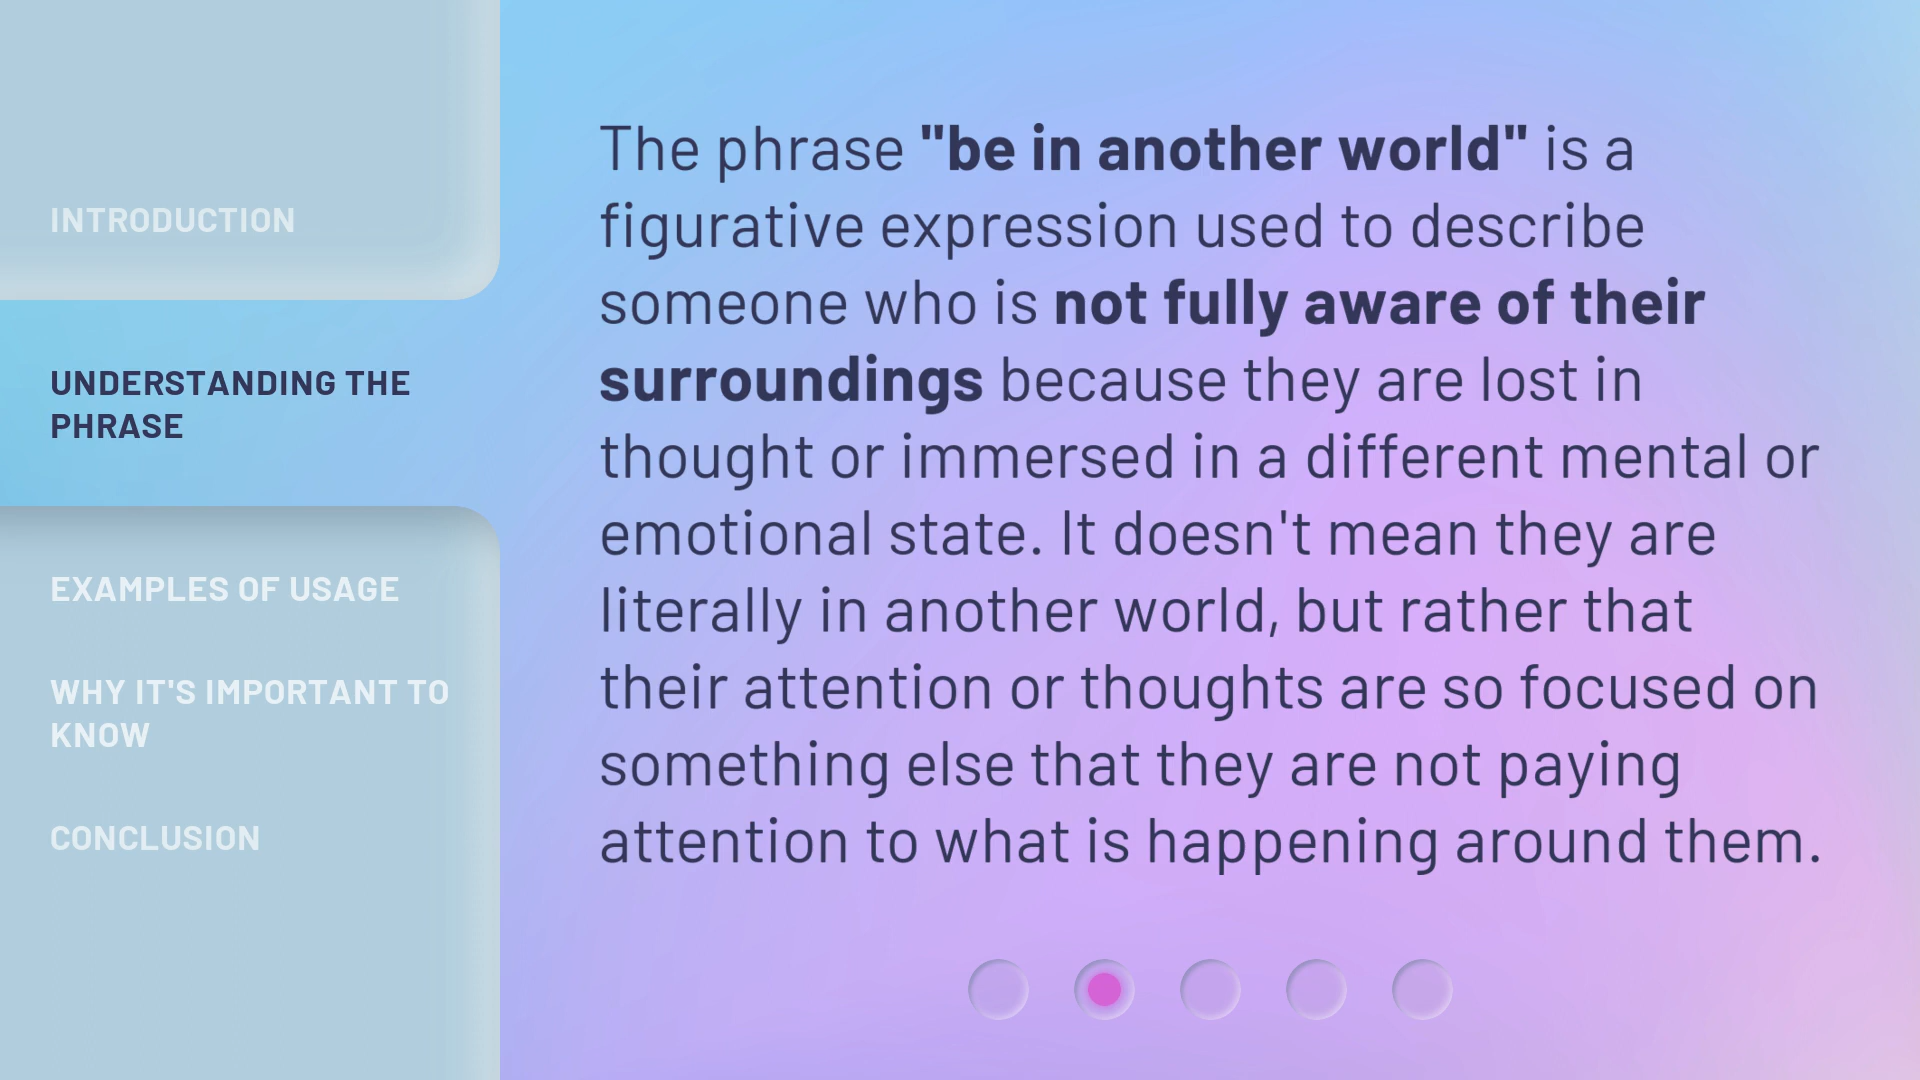 INTRODUCTION
UNDERSTANDING THE
PHRASE
EXAMPLES OF USAGE
WHY IT'S IMPORTANT TO
KNOW
CONCLUSION
The phrase "be in another world" is a
figurative expression used to describe
someone who is not fully aware of their
surroundings because they are lost in
thought or immersed in a different mental or
emotional state. It doesn't mean they are
literally in another world, but rather that
their attention or thoughts are so focused on
something else that they are not paying
attention to what is happening around them.